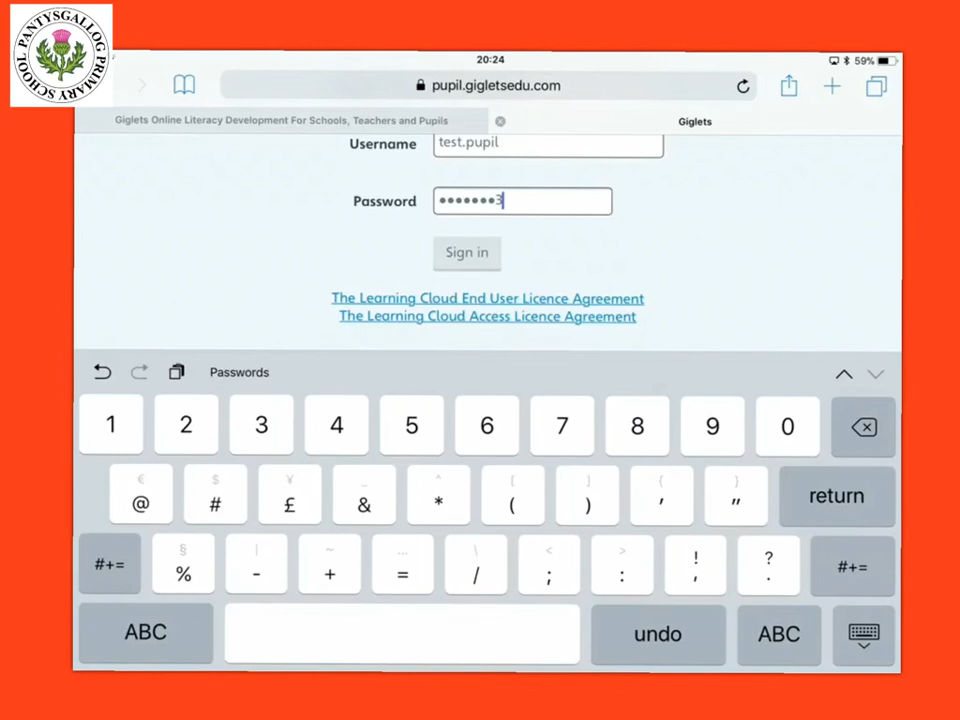 PANTYSGALLOG PRIMARY SCHOOL
20:24
59%
pupil.gigletsedu.com
Giglets Online Literacy Development For Schools, Teachers and Pupils
Giglets
Username test.pupil
Password •••••••3
Sign in
The Learning Cloud End User Licence Agreement
The Learning Cloud Access Licence Agreement
Passwords
1 2 3 4 5 6 7 8 9 0
€ $ ¥ _ ^ [ ] { }
@ # £ & * ( ) ' " return
§ | ~ … \ < > ! ?
#+= % - + = / ; : , . #+=
ABC undo ABC